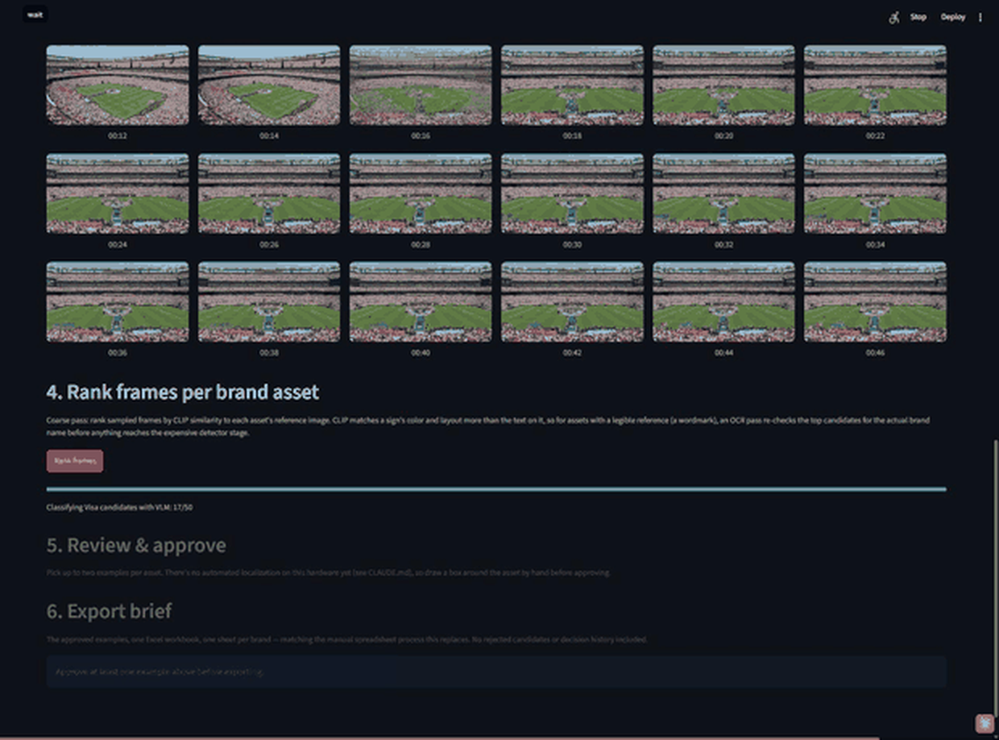 wait
Stop Deploy
00:12 00:14 00:16 00:18 00:20 00:22
00:24 00:26 00:28 00:30 00:32 00:34
00:36 00:38 00:40 00:42 00:44 00:46
4. Rank frames per brand asset
Coarse pass: rank sampled frames by CLIP similarity to each asset's reference image. CLIP matches a sign's color and layout more than the text on it, so for assets with a legible reference (a wordmark), an OCR pass re-checks the top candidates for the actual brand
name before anything reaches the expensive detector stage.
Rank frames
Classifying Visa candidates with VLM: 17/50
5. Review & approve
Pick up to two examples per asset. There's no automated localization on this hardware yet (see CLAUDE.md), so draw a box around the asset by hand before approving.
6. Export brief
The approved examples, one Excel workbook, one sheet per brand — matching the manual spreadsheet process this replaces. No rejected candidates or decision history included.
Approve at least one example above before exporting.